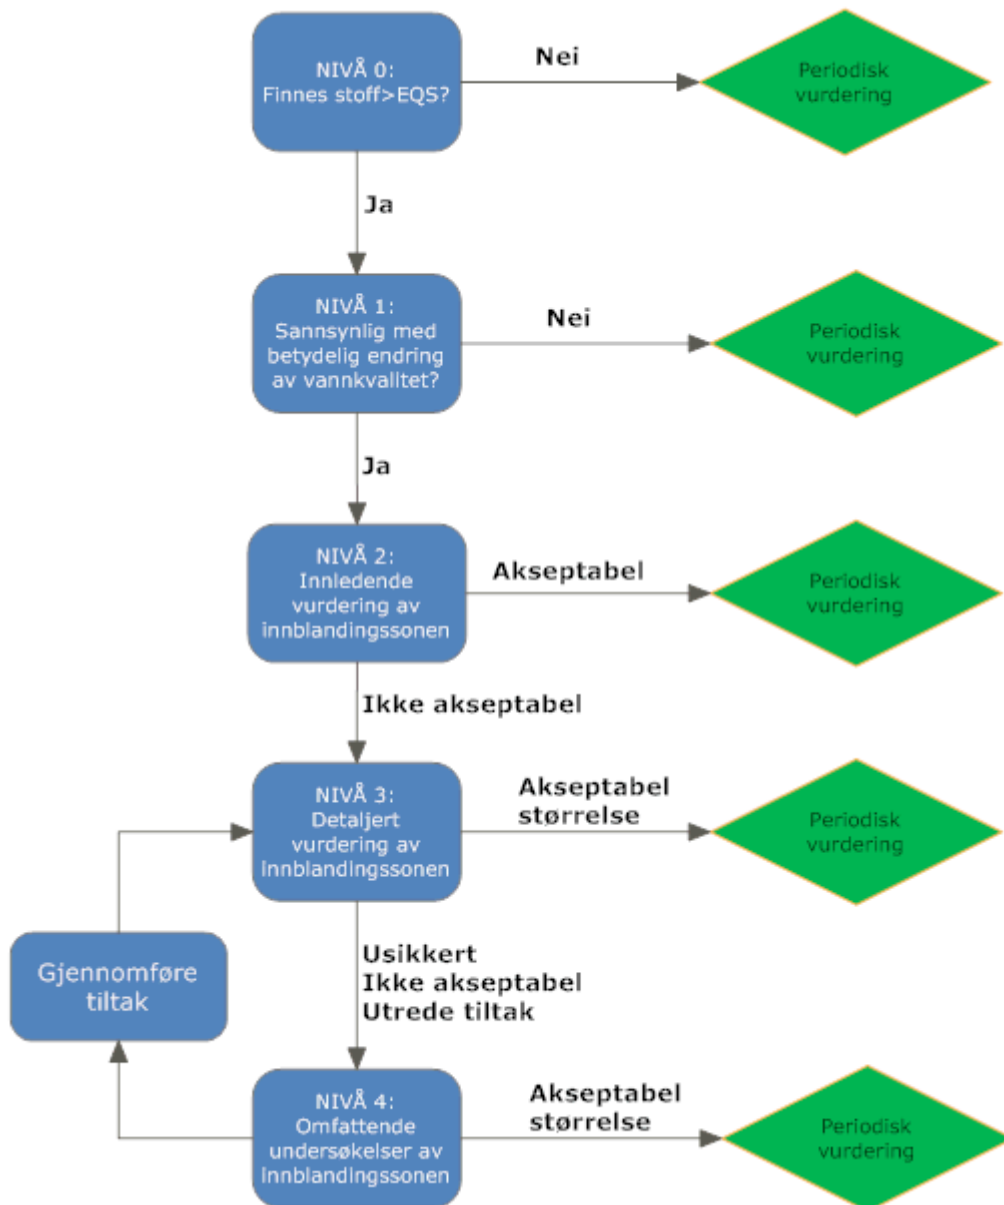 NIVÅ 0:
Finnes stoff>EQS?
Nei
Periodisk
vurdering
Ja
NIVÅ 1:
Sannsynlig med
betydelig endring
av vannkvalitet?
Nei
Periodisk
vurdering
Ja
NIVÅ 2:
Innledende
vurdering av
innblandingssonen
Akseptabel
Periodisk
vurdering
Ikke akseptabel
NIVÅ 3:
Detaljert
vurdering av
innblandingssonen
Akseptabel
størrelse
Periodisk
vurdering
Gjennomføre
tiltak
Usikkert
Ikke akseptabel
Utrede tiltak
NIVÅ 4:
Omfattende
undersøkelser av
innblandingssonen
Akseptabel
størrelse
Periodisk
vurdering